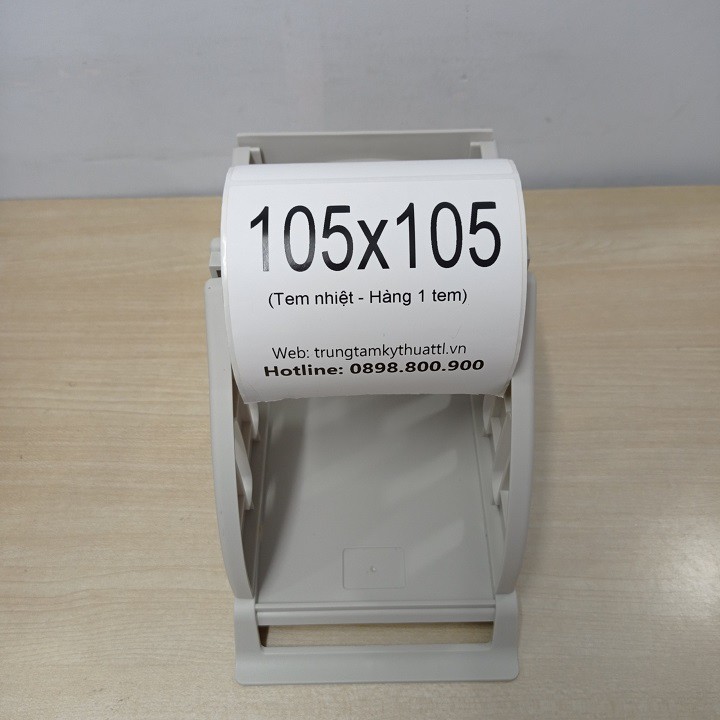 105x105
(Tem nhiệt - Hàng 1 tem)
Web: trungtamkythuattl.vn
Hotline: 0898.800.900